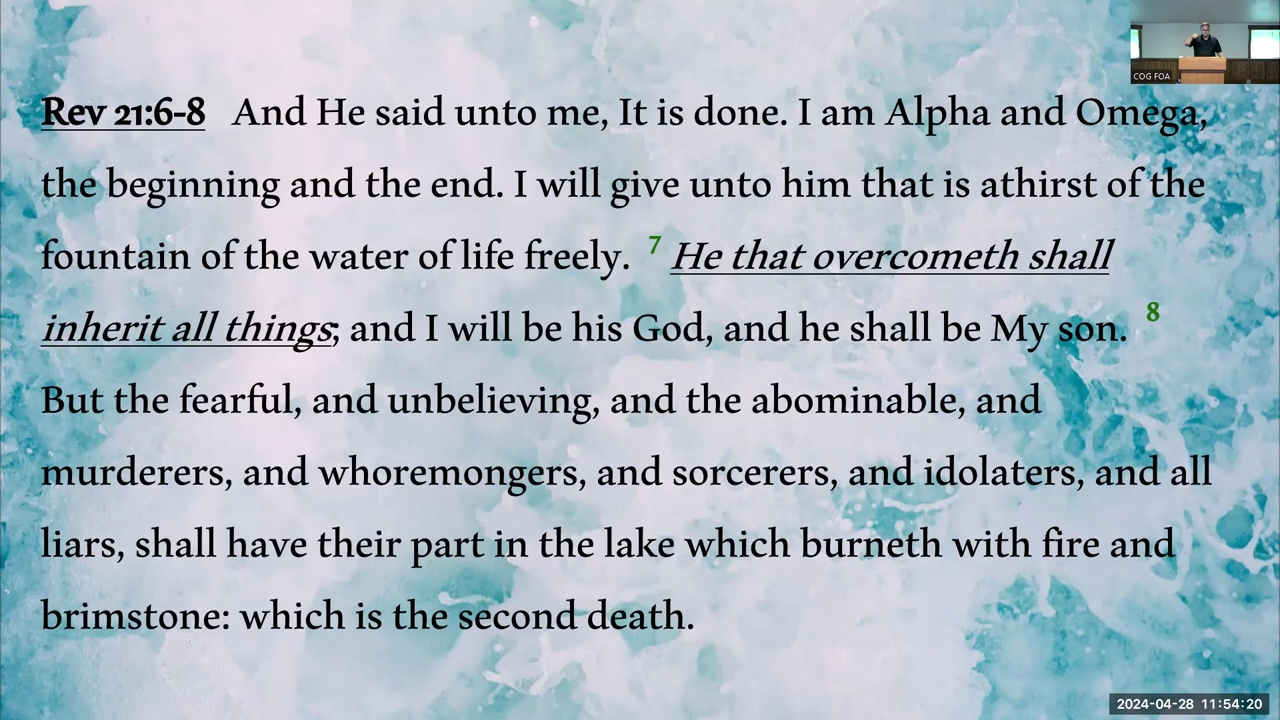 COG FOA
Rev 21:6-8 And He said unto me, It is done. I am Alpha and Omega,
the beginning and the end. I will give unto him that is athirst of the
fountain of the water of life freely. 7 He that overcometh shall
inherit all things; and I will be his God, and he shall be My son. 8
But the fearful, and unbelieving, and the abominable, and
murderers, and whoremongers, and sorcerers, and idolaters, and all
liars, shall have their part in the lake which burneth with fire and
brimstone: which is the second death.
2024-04-28 11:54:20